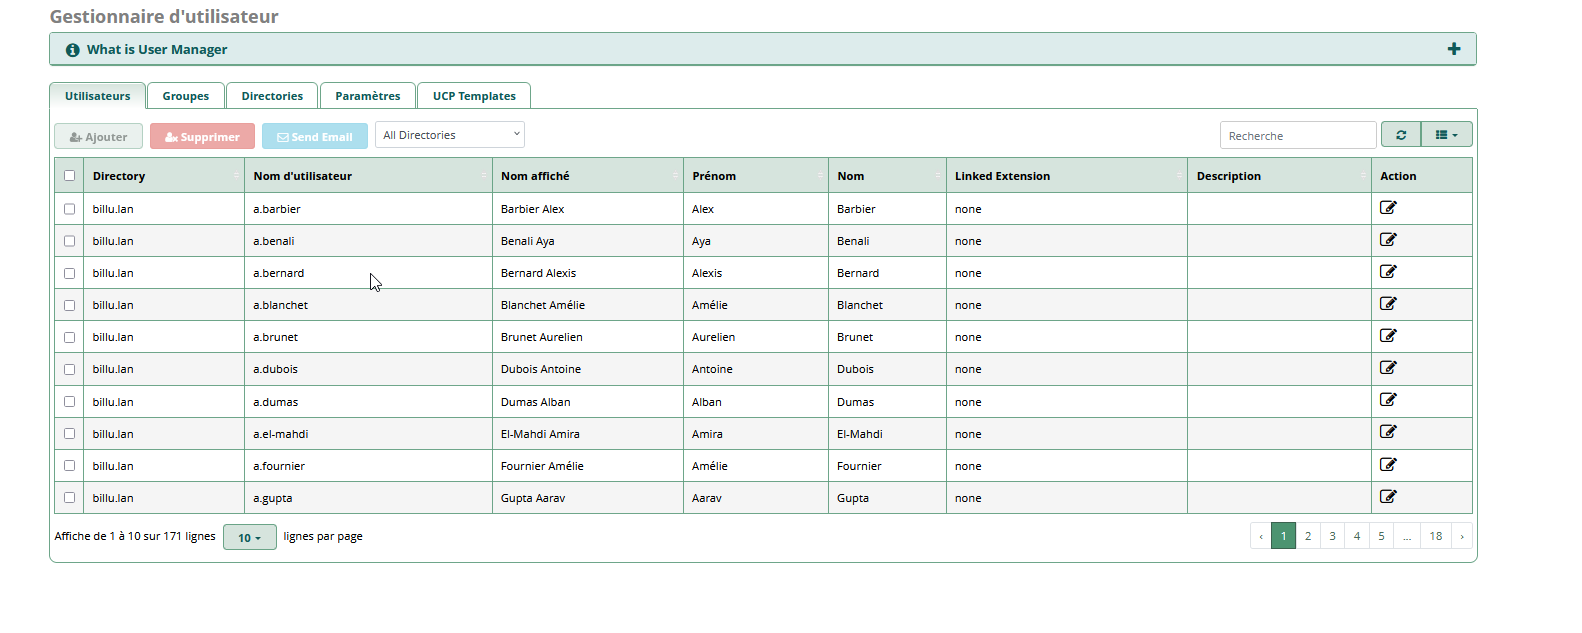 Gestionnaire d'utilisateur
What is User Manager
Utilisateurs Groupes Directories Paramètres UCP Templates
Ajouter Supprimer Send Email All Directories Recherche
Directory Nom d'utilisateur Nom affiché Prénom Nom Linked Extension Description Action
billu.lan a.barbier Barbier Alex Alex Barbier none
billu.lan a.benali Benali Aya Aya Benali none
billu.lan a.bernard Bernard Alexis Alexis Bernard none
billu.lan a.blanchet Blanchet Amélie Amélie Blanchet none
billu.lan a.brunet Brunet Aurelien Aurelien Brunet none
billu.lan a.dubois Dubois Antoine Antoine Dubois none
billu.lan a.dumas Dumas Alban Alban Dumas none
billu.lan a.el-mahdi El-Mahdi Amira Amira El-Mahdi none
billu.lan a.fournier Fournier Amélie Amélie Fournier none
billu.lan a.gupta Gupta Aarav Aarav Gupta none
Affiche de 1 à 10 sur 171 lignes 10 lignes par page ‹ 1 2 3 4 5 ... 18 ›